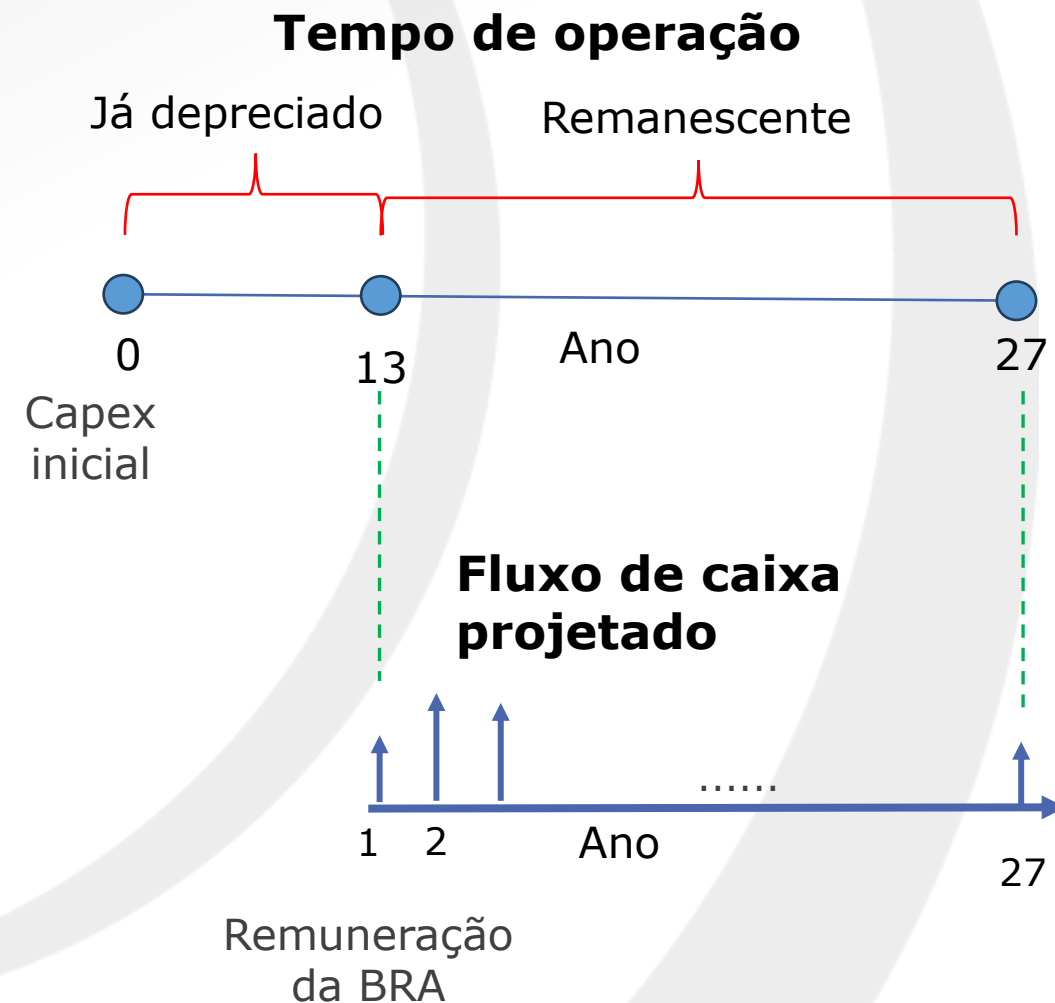 Tempo de operação
Já depreciado
Remanescente
0
13
Ano
27
Capex
inicial
Fluxo de caixa
projetado
......
1
2
Ano
27
Remuneração
da BRA